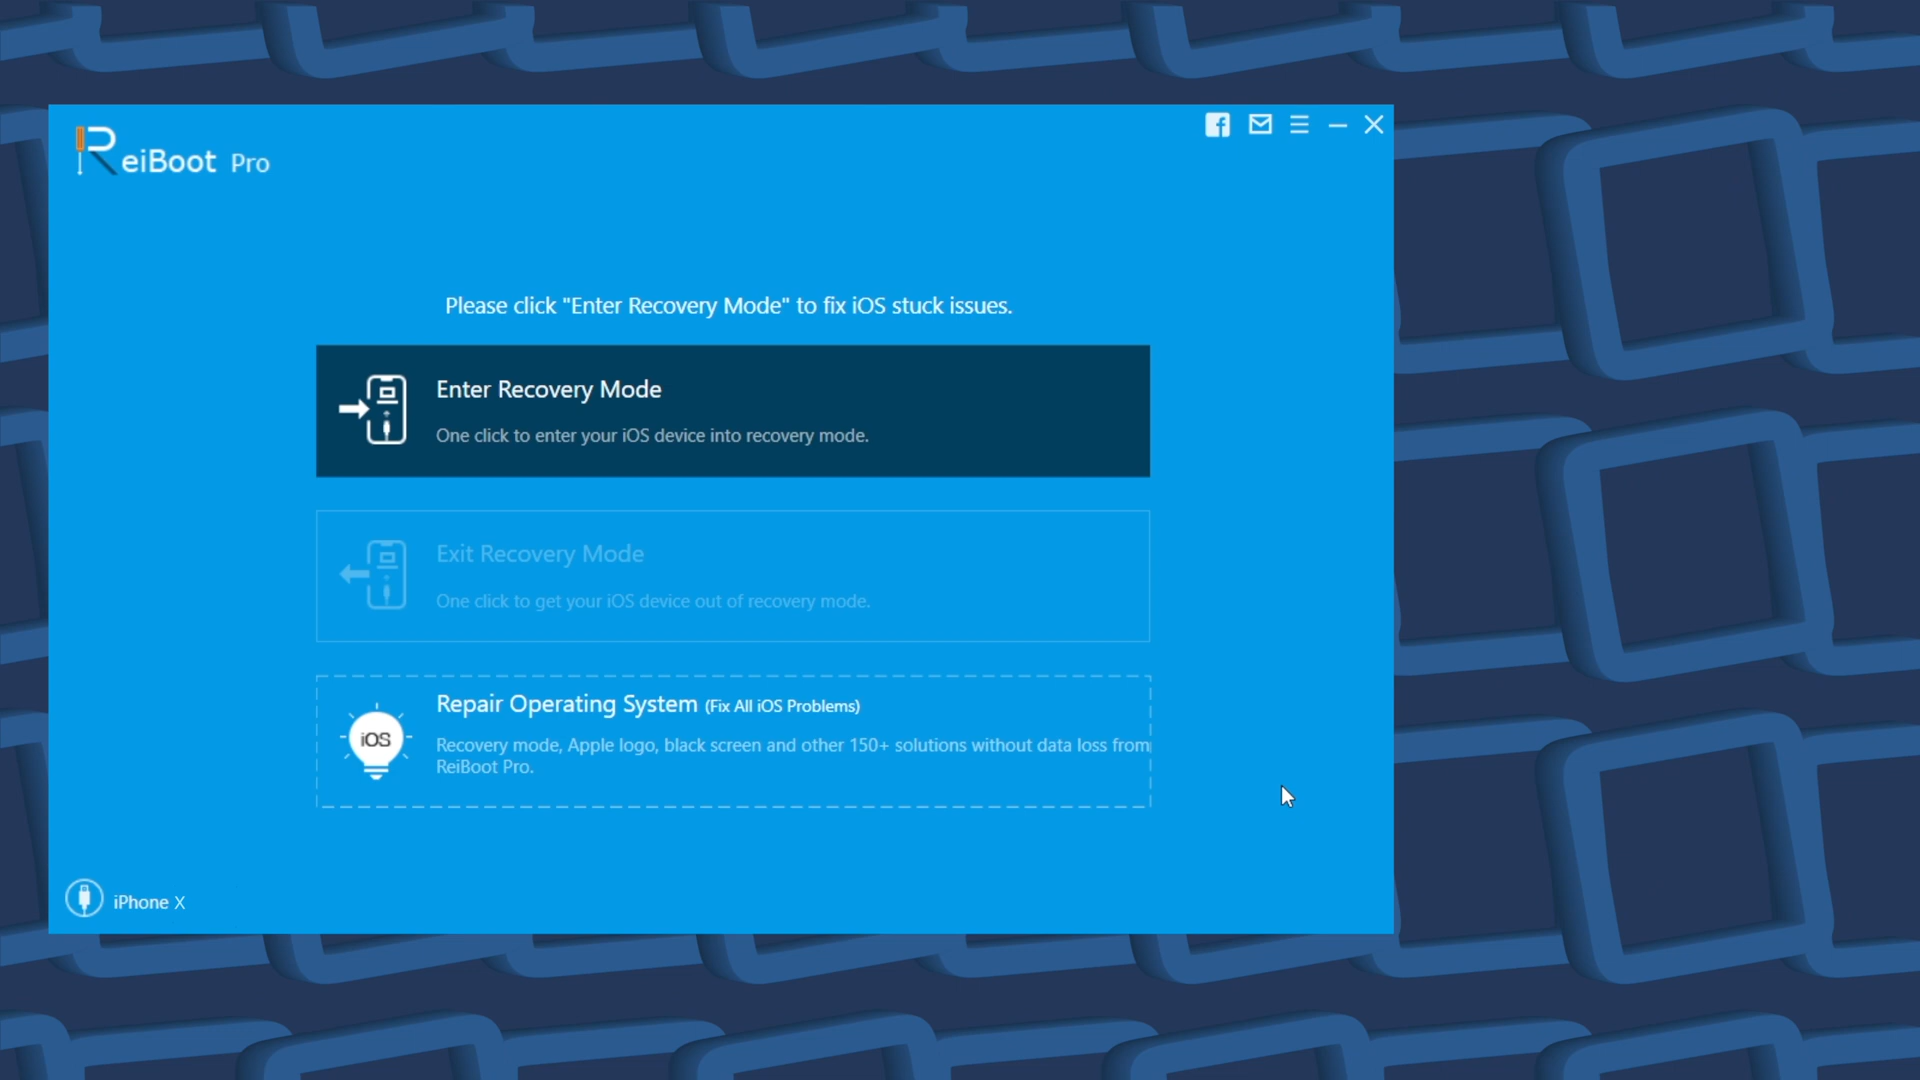 ReiBoot Pro
Please click "Enter Recovery Mode" to fix iOS stuck issues.
Enter Recovery Mode
One click to enter your iOS device into recovery mode.
Exit Recovery Mode
One click to get your iOS device out of recovery mode.
Repair Operating System (Fix All iOS Problems)
iOS
Recovery mode, Apple logo, black screen and other 150+ solutions without data loss from
ReiBoot Pro.
iPhone X